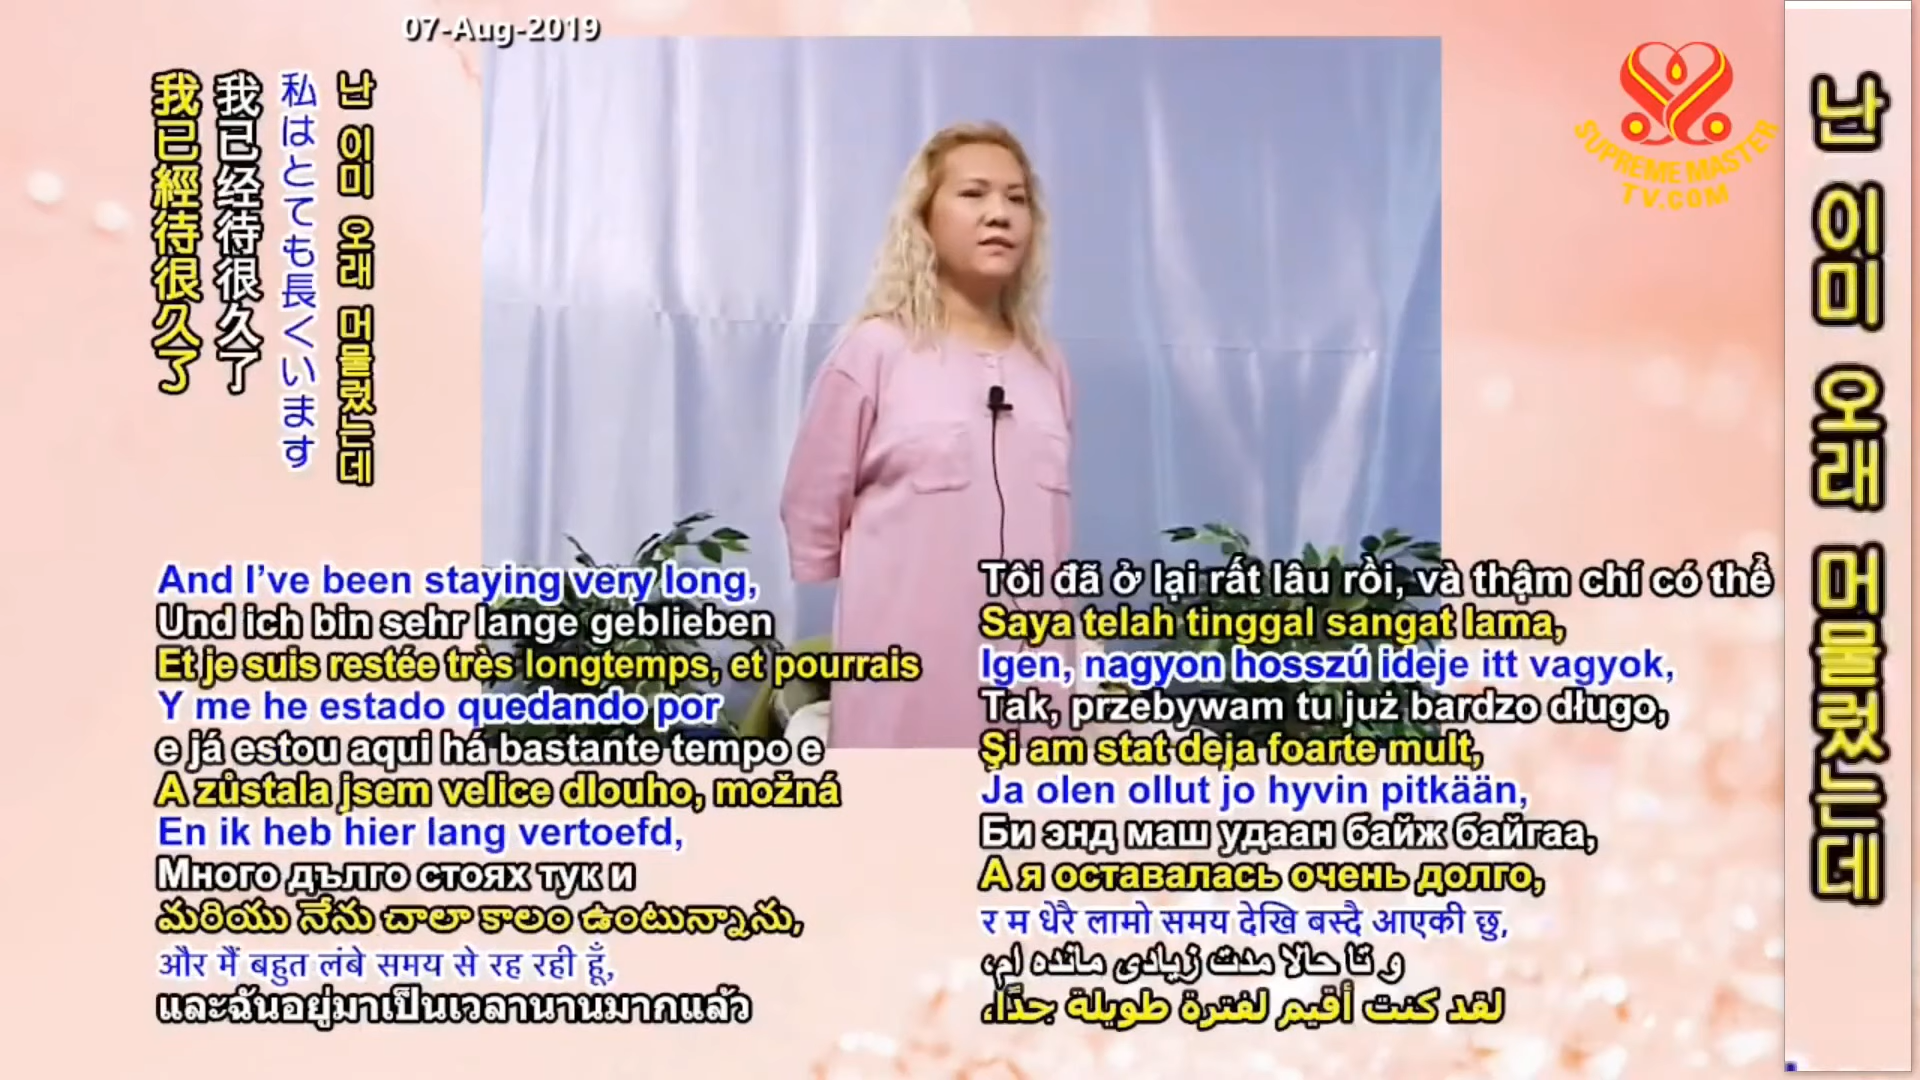 07-Aug-2019
SUPREME MASTER
TV.COM
난 이미 오래 머물렀는데
私はとても長くいます
我已经待很久了
我已經待很久了
난 이미 오래 머물렀는데
And I've been staying very long,
Und ich bin sehr lange geblieben
Et je suis restée très longtemps, et pourrais
Y me he estado quedando por
e já estou aqui há bastante tempo e
A zůstala jsem velice dlouho, možná
En ik heb hier lang vertoefd,
Много дълго стоях тук и
మరియు నేను చాలా కాలం ఉంటున్నాను,
और मैं बहुत लंबे समय से रह रही हूँ,
และฉันอยู่มาเป็นเวลานานมากแล้ว
Tôi đã ở lại rất lâu rồi, và thậm chí có thể
Saya telah tinggal sangat lama,
Igen, nagyon hosszú ideje itt vagyok,
Tak, przebywam tu już bardzo długo,
Şi am stat deja foarte mult,
Ja olen ollut jo hyvin pitkään,
Би энд маш удаан байж байгаа,
А я оставалась очень долго,
र म धेरै लामो समय देखि बस्दै आएकी छु,
و تا حالا مدت زیادی مانده ام،
لقد كنت أقيم لفترة طويلة جدًا،